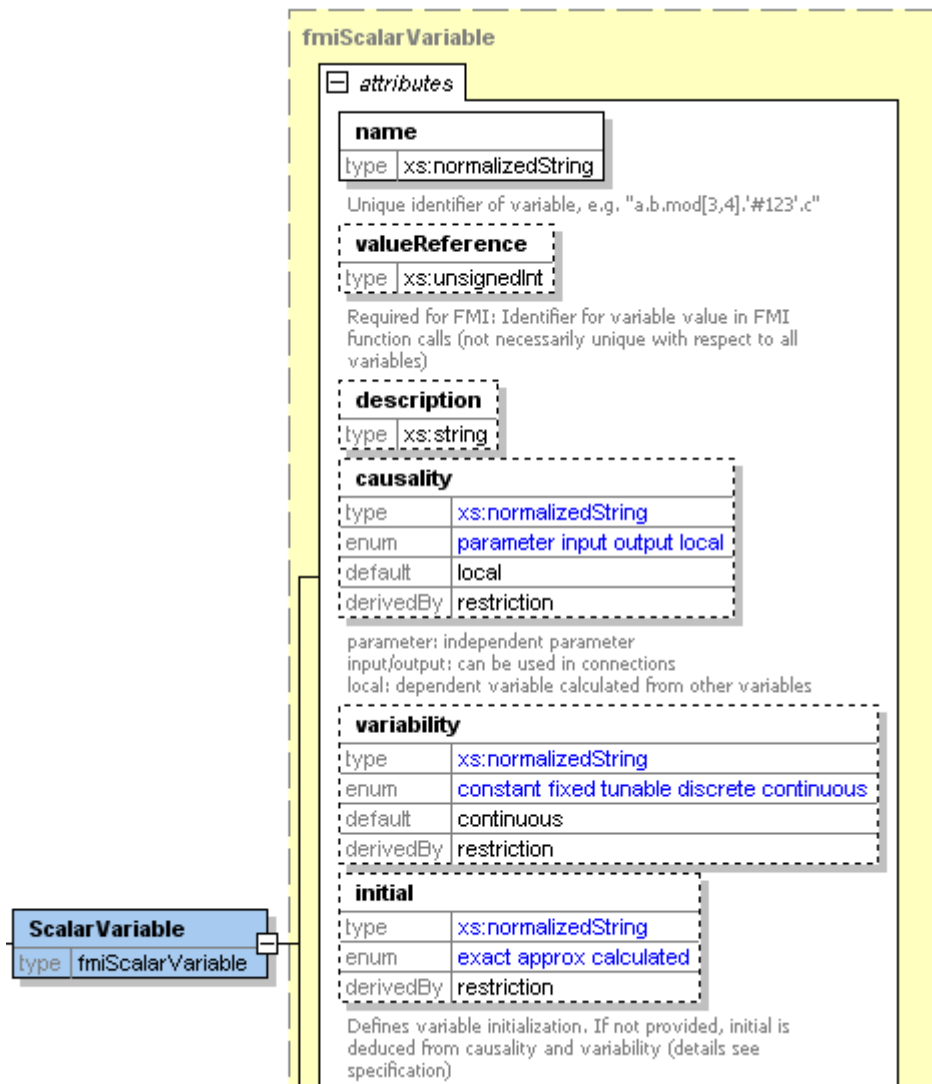 fmiScalarVariable
attributes
name
type xs:normalizedString
Unique identifier of variable, e.g. "a.b.mod[3,4].'#123'.c"
valueReference
type xs:unsignedInt
Required for FMI: Identifier for variable value in FMI
function calls (not necessarily unique with respect to all
variables)
description
type xs:string
causality
type xs:normalizedString
enum parameter input output local
default local
derivedBy restriction
parameter: independent parameter
input/output: can be used in connections
local: dependent variable calculated from other variables
variability
type xs:normalizedString
enum constant fixed tunable discrete continuous
default continuous
derivedBy restriction
initial
type xs:normalizedString
enum exact approx calculated
derivedBy restriction
Defines variable initialization. If not provided, initial is
deduced from causality and variability (details see
specification)
ScalarVariable
type fmiScalarVariable